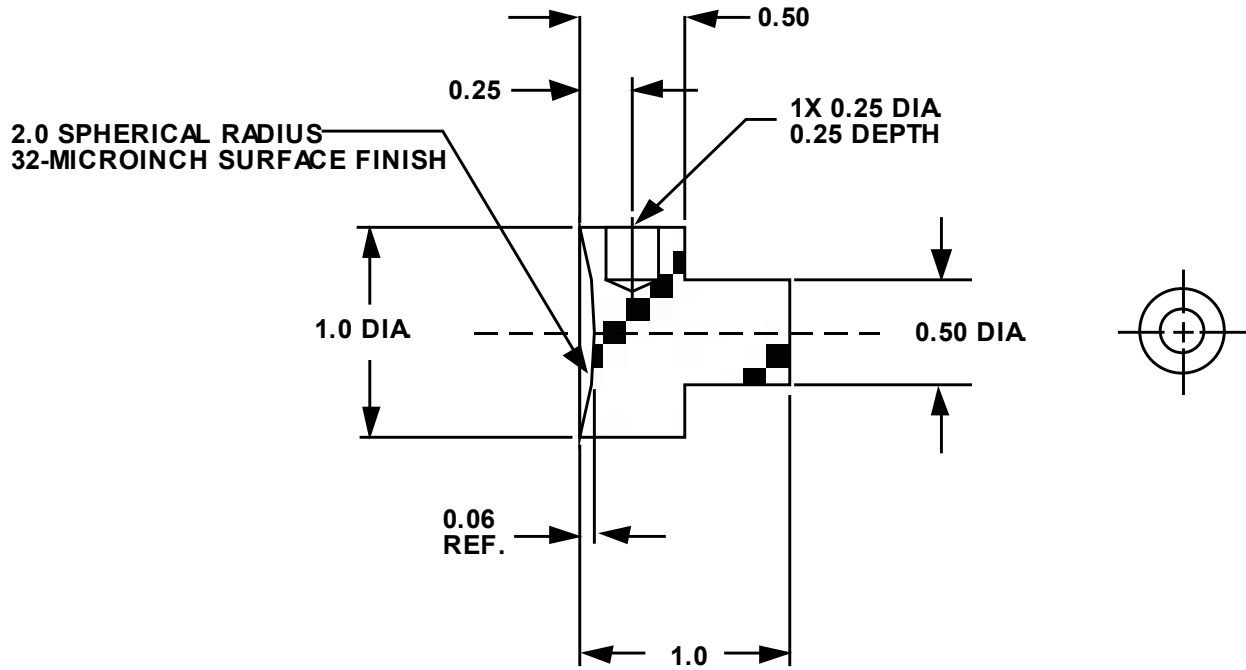 0.50
0.25
1X 0.25 DIA.
0.25 DEPTH
2.0 SPHERICAL RADIUS
32-MICROINCH SURFACE FINISH
1.0 DIA.
0.50 DIA.
0.06
REF.
1.0